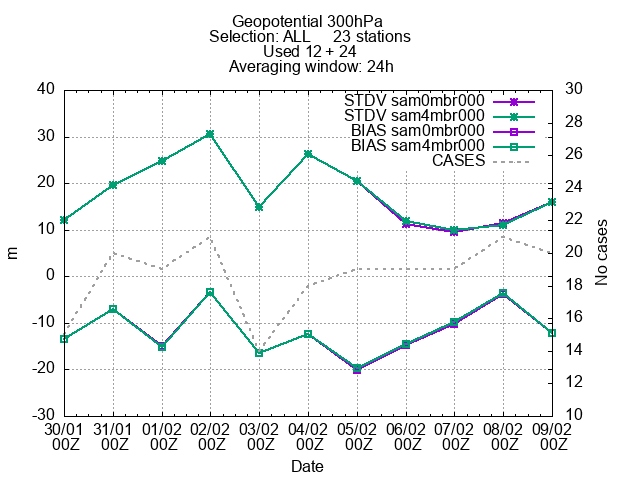 Geopotential 300hPa
Selection: ALL 23 stations
Used 12 + 24
Averaging window: 24h
40
30
20
10
0
-10
-20
-30
m
30
28
26
24
22
20
18
16
14
12
10
No cases
STDV sam0mbr000
STDV sam4mbr000
BIAS sam0mbr000
BIAS sam4mbr000
CASES
30/01 31/01 01/02 02/02 03/02 04/02 05/02 06/02 07/02 08/02 09/02
00Z 00Z 00Z 00Z 00Z 00Z 00Z 00Z 00Z 00Z 00Z
Date